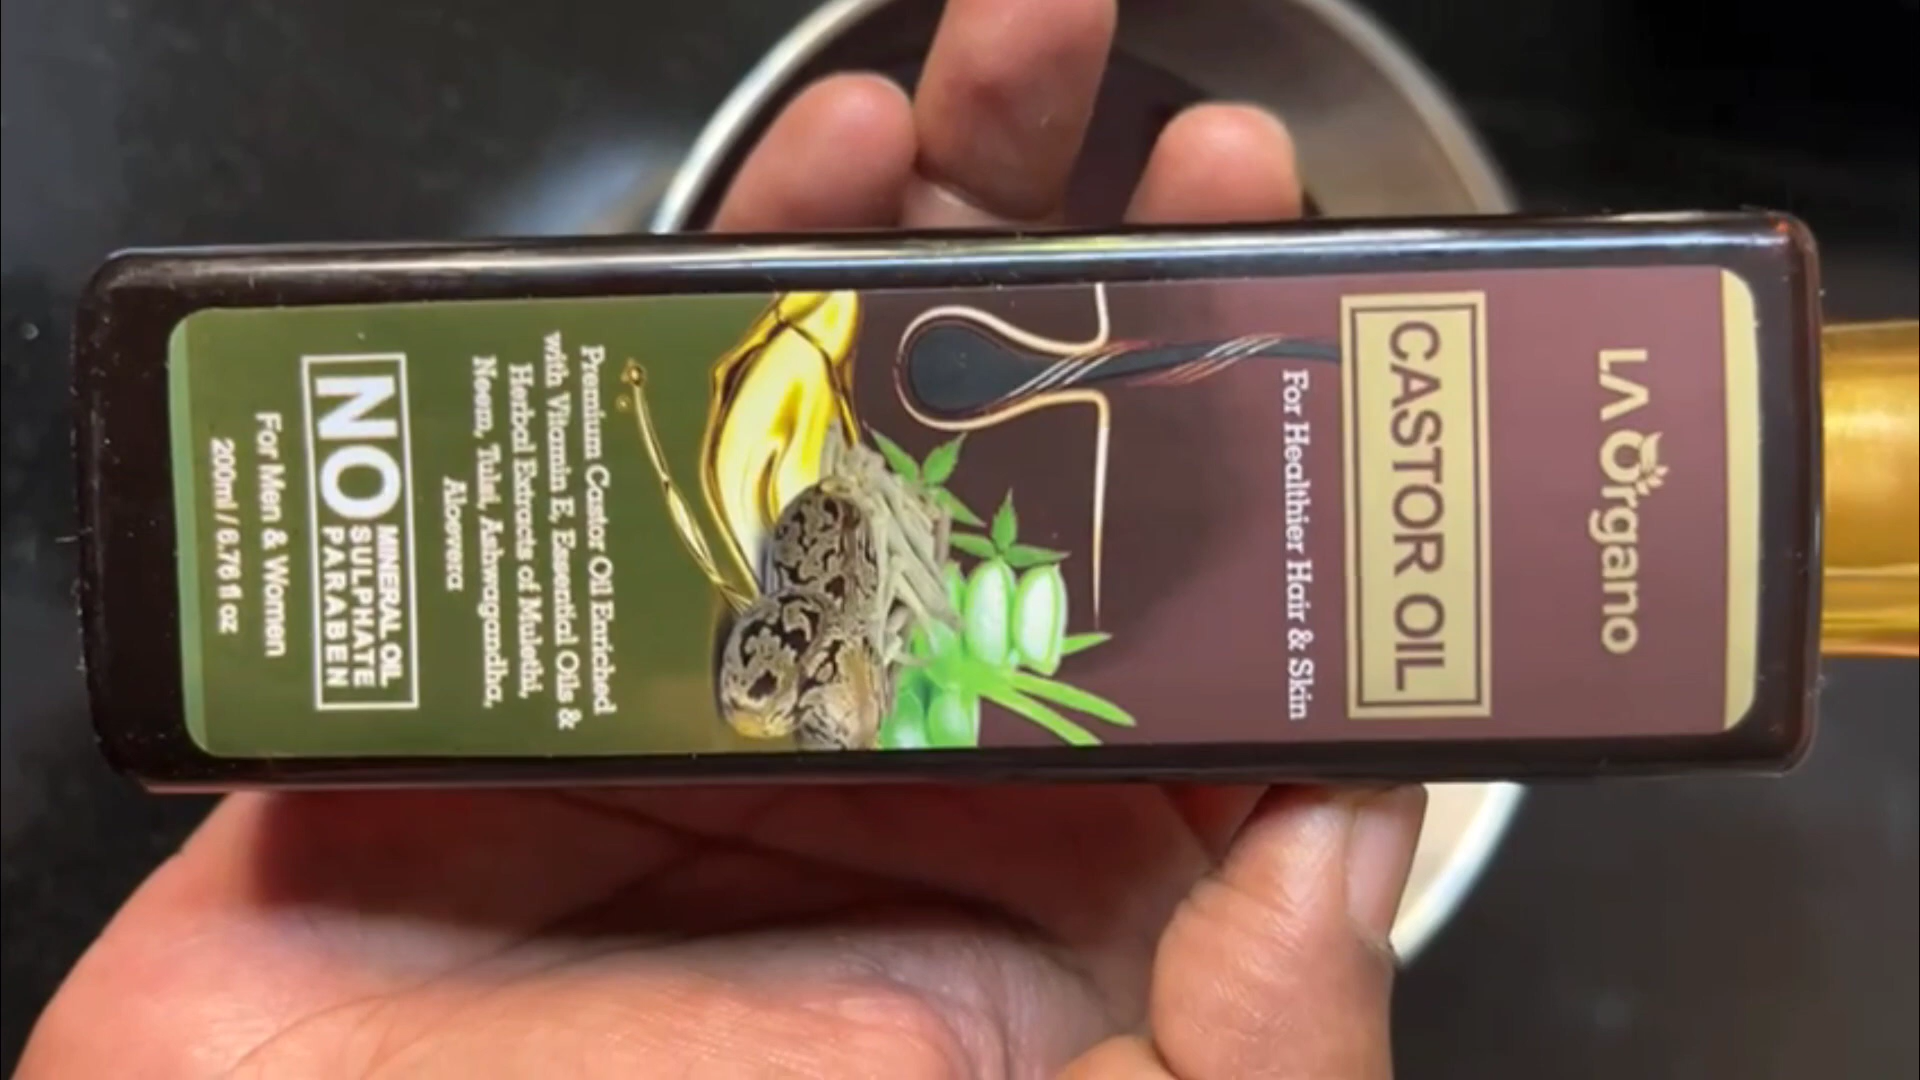 LA Organo
CASTOR OIL
For Healthier Hair & Skin
Premium Castor Oil Enriched
with Vitamin E, Essential Oils &
Herbal Extracts of Mulethi,
Neem, Tulsi, Ashwagandha,
Aloevera
NO
MINERAL OIL
SULPHATE
PARABEN
For Men & Women
200ml / 6.76 fl oz